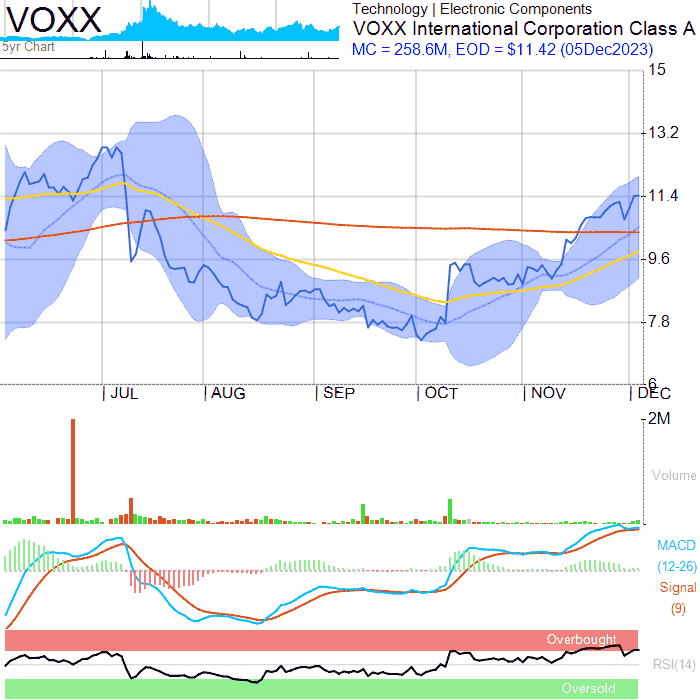 VOXX
5yr Chart
Technology | Electronic Components
VOXX International Corporation Class A
MC = 258.6M, EOD = $11.42 (05Dec2023)
15
13.2
11.4
9.6
7.8
6
JUL AUG SEP OCT NOV DEC
2M
Volume
MACD
(12-26)
Signal
(9)
Overbought
RSI(14)
Oversold